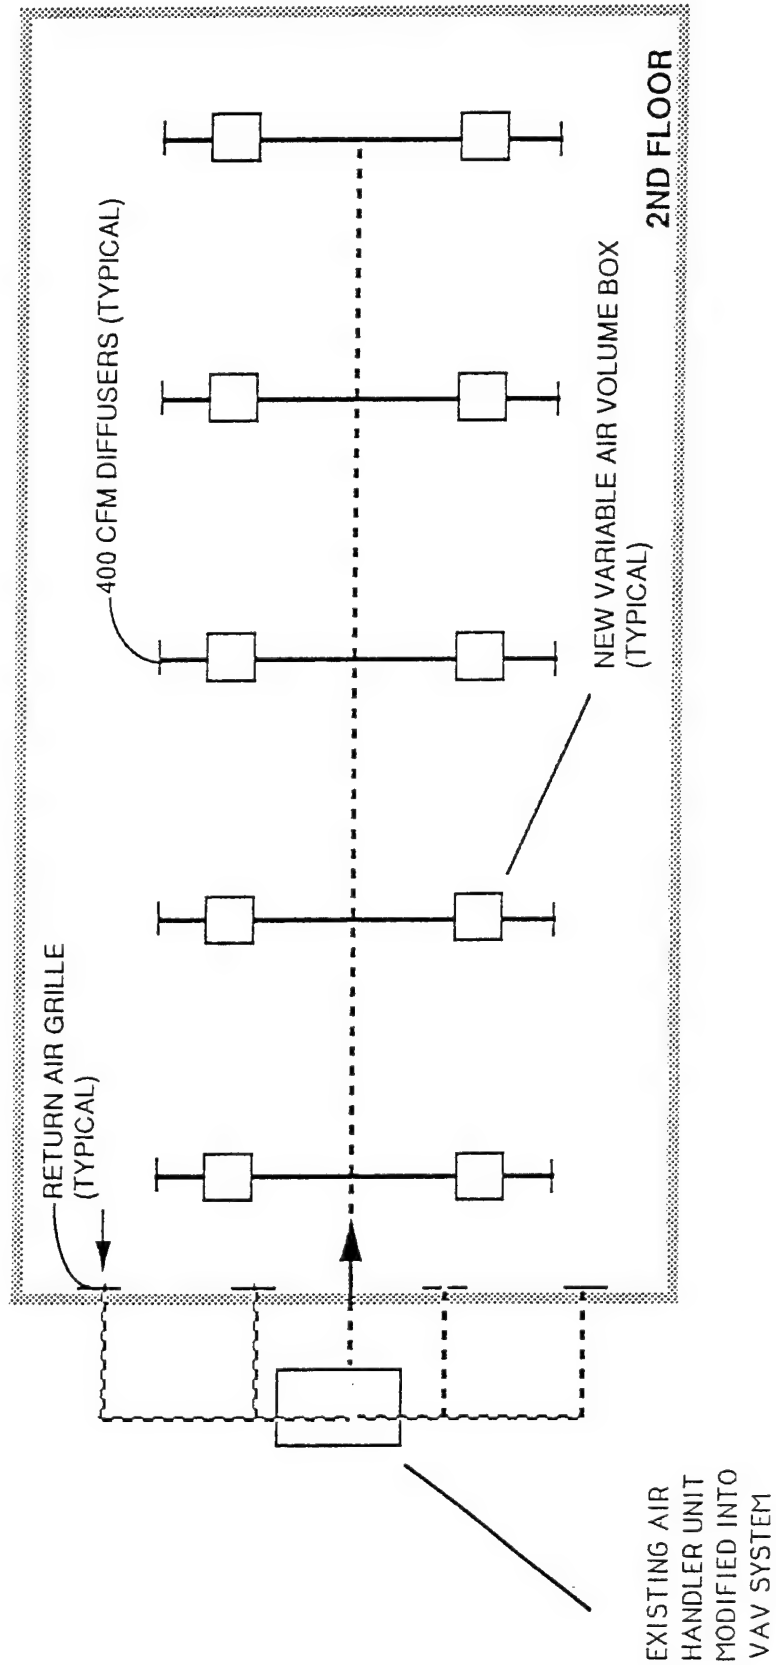 RETURN AIR GRILLE
(TYPICAL)
400 CFM DIFFUSERS (TYPICAL)
2ND FLOOR
NEW VARIABLE AIR VOLUME BOX
(TYPICAL)
EXISTING AIR
HANDLER UNIT
MODIFIED INTO
VAV SYSTEM